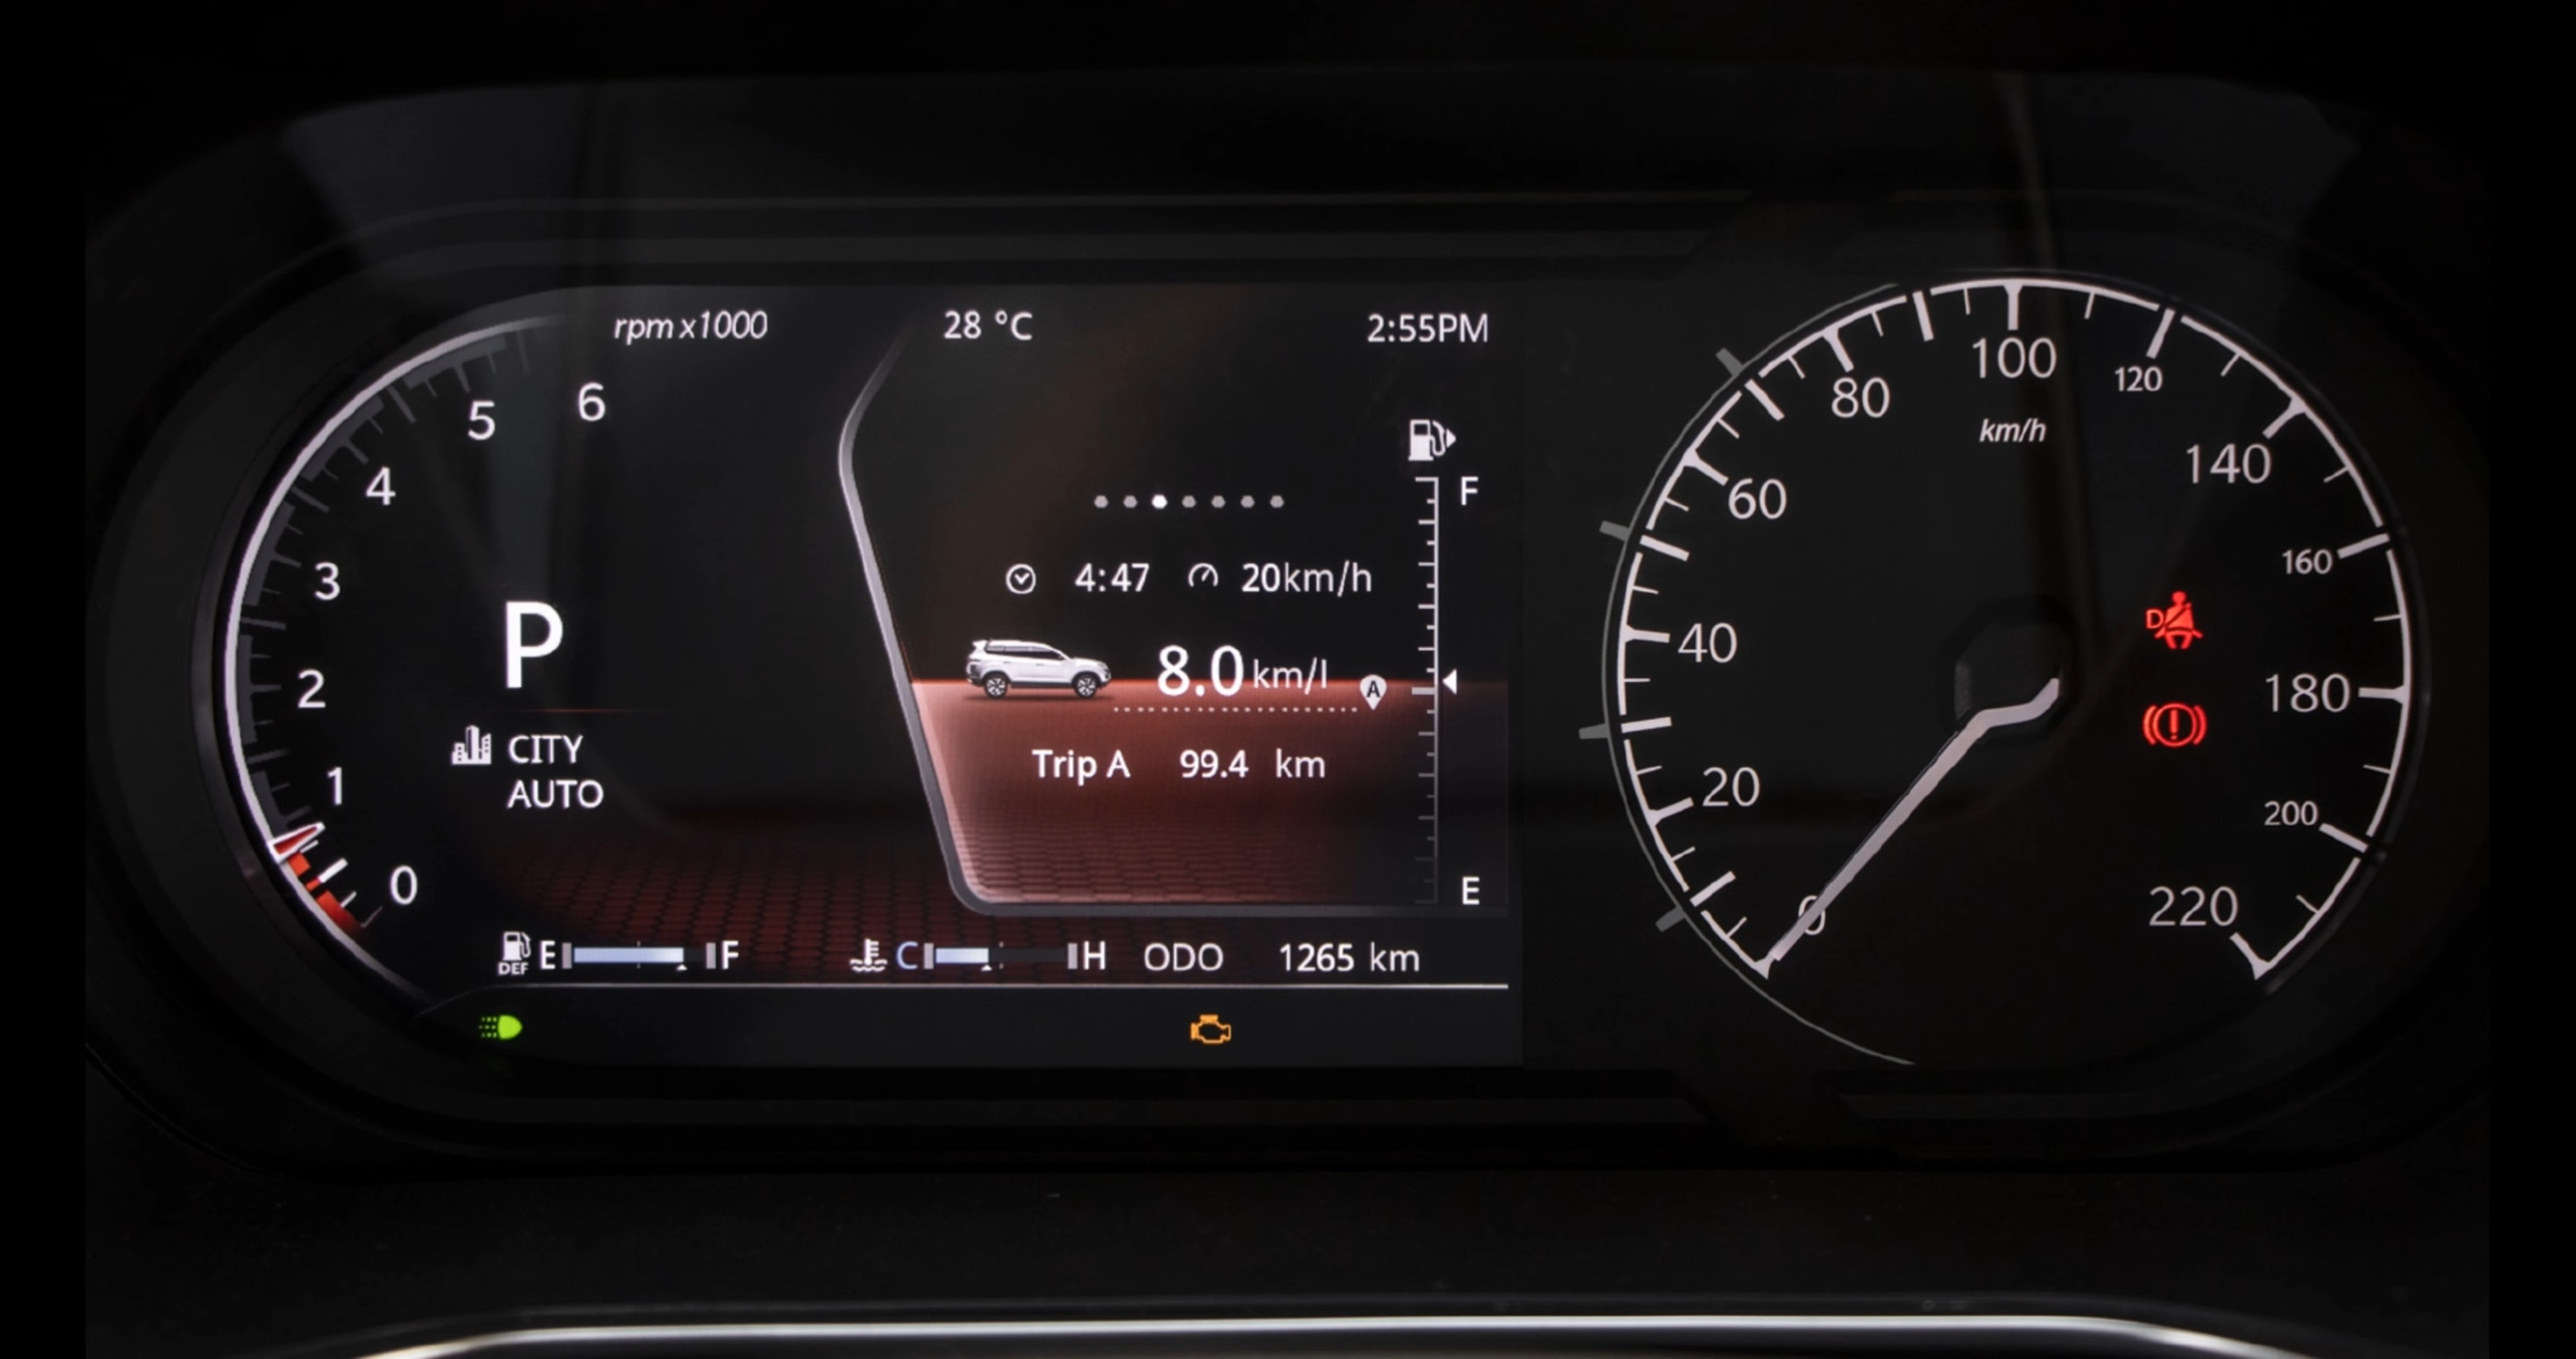 rpm x1000
28 °C
2:55PM
6
5
4
3
2
1
0
P
CITY
AUTO
F
4:47 20km/h
8.0 km/l A
Trip A 99.4 km
E
DEF E F
C H
ODO 1265 km
0
20
40
60
80
100
120
km/h
140
160
180
200
220
D